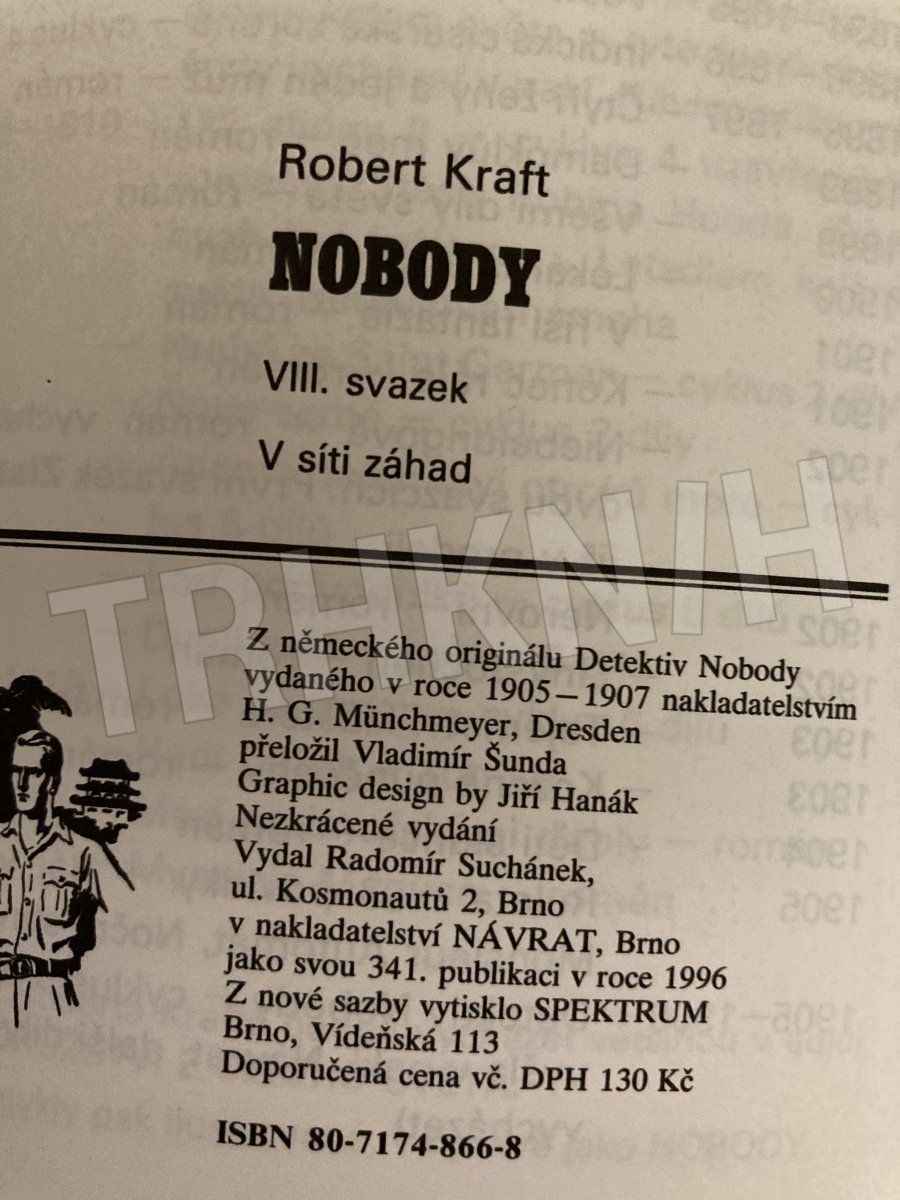 Robert Kraft
NOBODY
VIII. svazek
V síti záhad
TRHKNIH
Z německého originálu Detektiv Nobody
vydaného v roce 1905–1907 nakladatelstvím
H. G. Münchmeyer, Dresden
přeložil Vladimír Šunda
Graphic design by Jiří Hanák
Nezkrácené vydání
Vydal Radomír Suchánek,
ul. Kosmonautů 2, Brno
v nakladatelství NÁVRAT, Brno
jako svou 341. publikaci v roce 1996
Z nové sazby vytisklo SPEKTRUM
Brno, Vídeňská 113
Doporučená cena vč. DPH 130 Kč
ISBN 80-7174-866-8